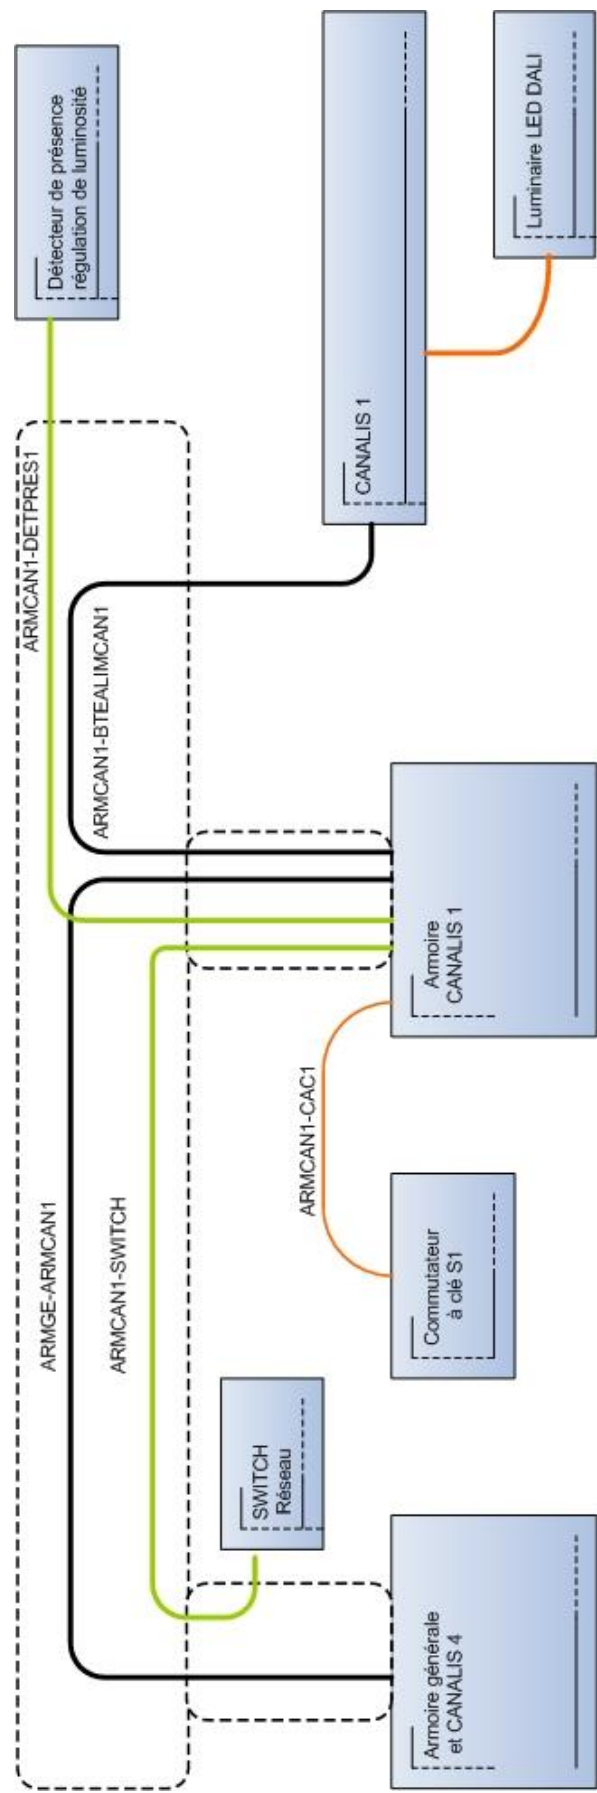 Détecteur de présence
régulation de luminosité
CANALIS 1
Luminaire LED DALI
ARMCAN1-DETPRES1
ARMCAN1-BTEALIMCAN1
Armoire
CANALIS 1
ARMCAN1-CAC1
ARMGE-ARMCAN1
ARMCAN1-SWITCH
Commutateur
à clé S1
SWITCH
Réseau
Armoire générale
et CANALIS 4